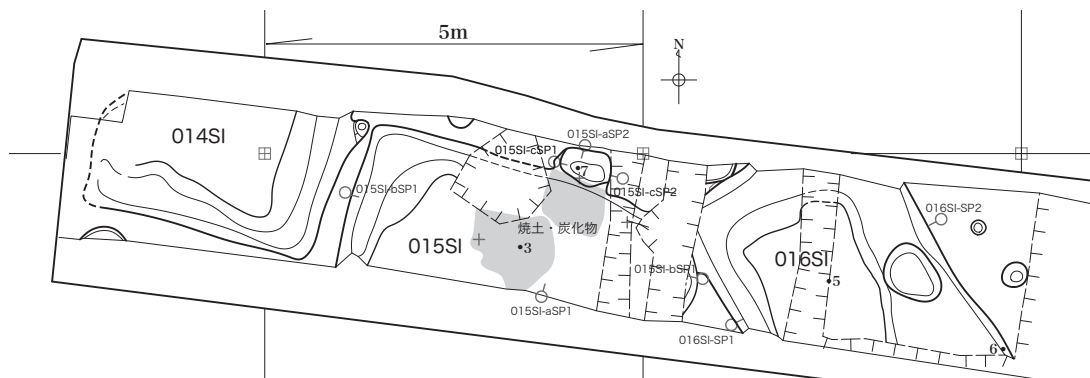 5m
N
014SI
015SI-cSP1
015SI-aSP2
7
015SI-bSP1
015SI-cSP2
016SI-SP2
焼土・炭化物
015SI
3
016SI
015SI-bSP1
5
015SI-aSP1
016SI-SP1
6